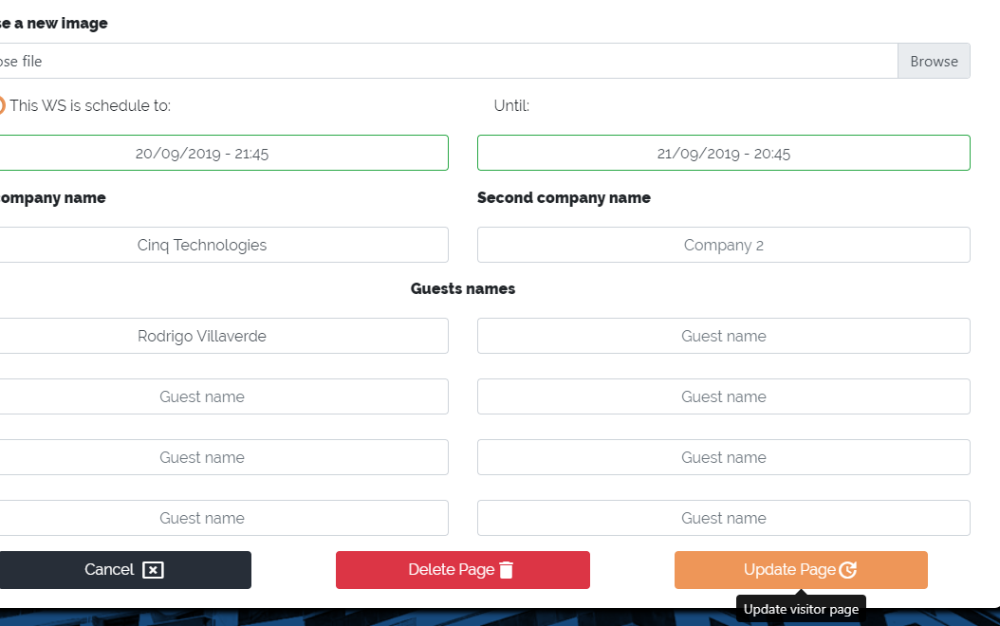 se a new image
ose file Browse
This WS is schedule to: Until:
20/09/2019 - 21:45 21/09/2019 - 20:45
ompany name Second company name
Cinq Technologies Company 2
Guests names
Rodrigo Villaverde Guest name
Guest name Guest name
Guest name Guest name
Guest name Guest name
Cancel Delete Page Update Page
Update visitor page